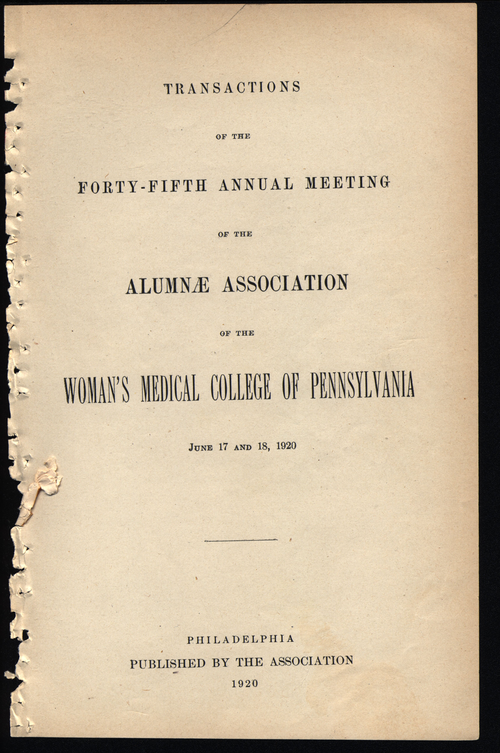 TRANSACTIONS
OF THE
FORTY-FIFTH ANNUAL MEETING
OF THE
ALUMNÆ ASSOCIATION
OF THE
WOMAN'S MEDICAL COLLEGE OF PENNSYLVANIA
JUNE 17 AND 18, 1920
PHILADELPHIA
PUBLISHED BY THE ASSOCIATION
1920